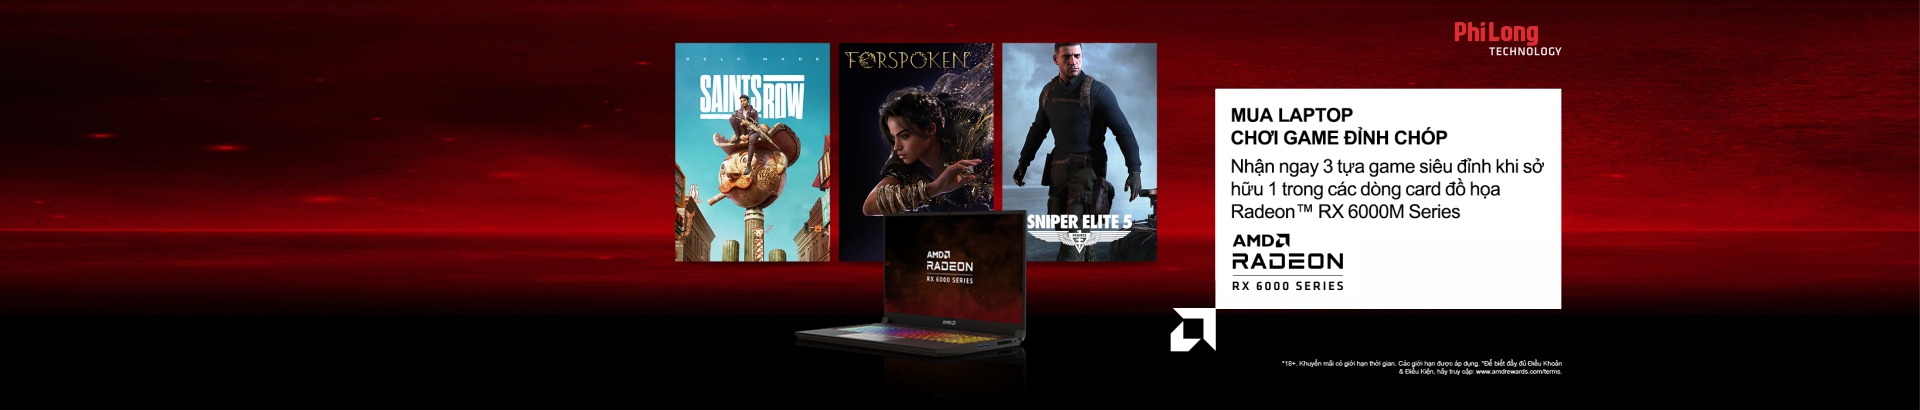 PhiLong
TECHNOLOGY
SELF MADE
SAINTS ROW
FORSPOKEN
SNIPER ELITE 5
FRANCE
AMD
RADEON
RX 6000 SERIES
AMD
MUA LAPTOP
CHƠI GAME ĐỈNH CHÓP
Nhận ngay 3 tựa game siêu đỉnh khi sở
hữu 1 trong các dòng card đồ họa
Radeon™ RX 6000M Series
AMD
RADEON
RX 6000 SERIES
*18+. Khuyến mãi có giới hạn thời gian. Các giới hạn được áp dụng. *Để biết đầy đủ Điều Khoản
& Điều Kiện, hãy truy cập: www.amdrewards.com/terms.